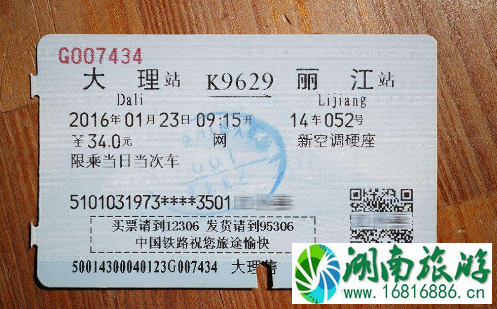 G007434
大理站 K9629 丽江站
Dali Lijiang
2016年01月23日09:15开 14车052号
￥34.0元 网 新空调硬座
限乘当日当次车
5101031973****3501
买票请到12306 发货请到95306
中国铁路祝您旅途愉快
50014300040123G007434 大理售
湖南旅游
www.16816886.cn